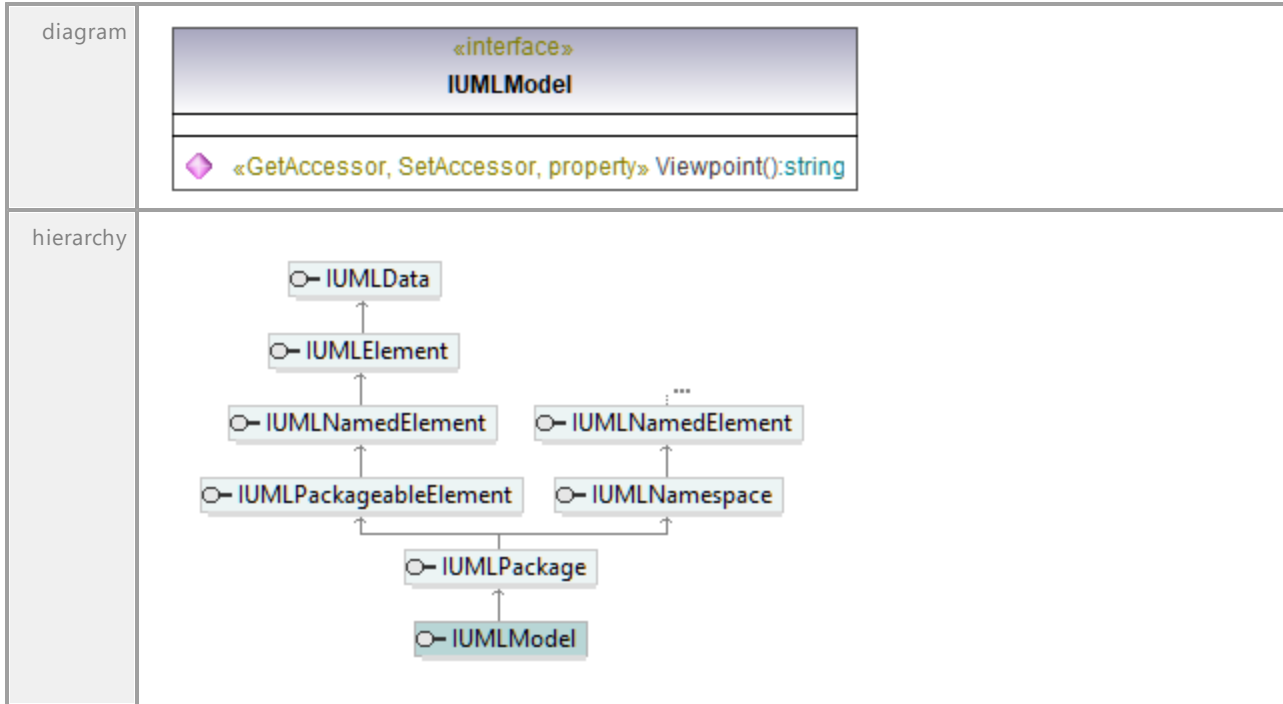 diagram
«interface»
IUMLModel
«GetAccessor, SetAccessor, property» Viewpoint():string
hierarchy
IUMLData
IUMLElement
...
IUMLNamedElement IUMLNamedElement
IUMLPackageableElement IUMLNamespace
IUMLPackage
IUMLModel